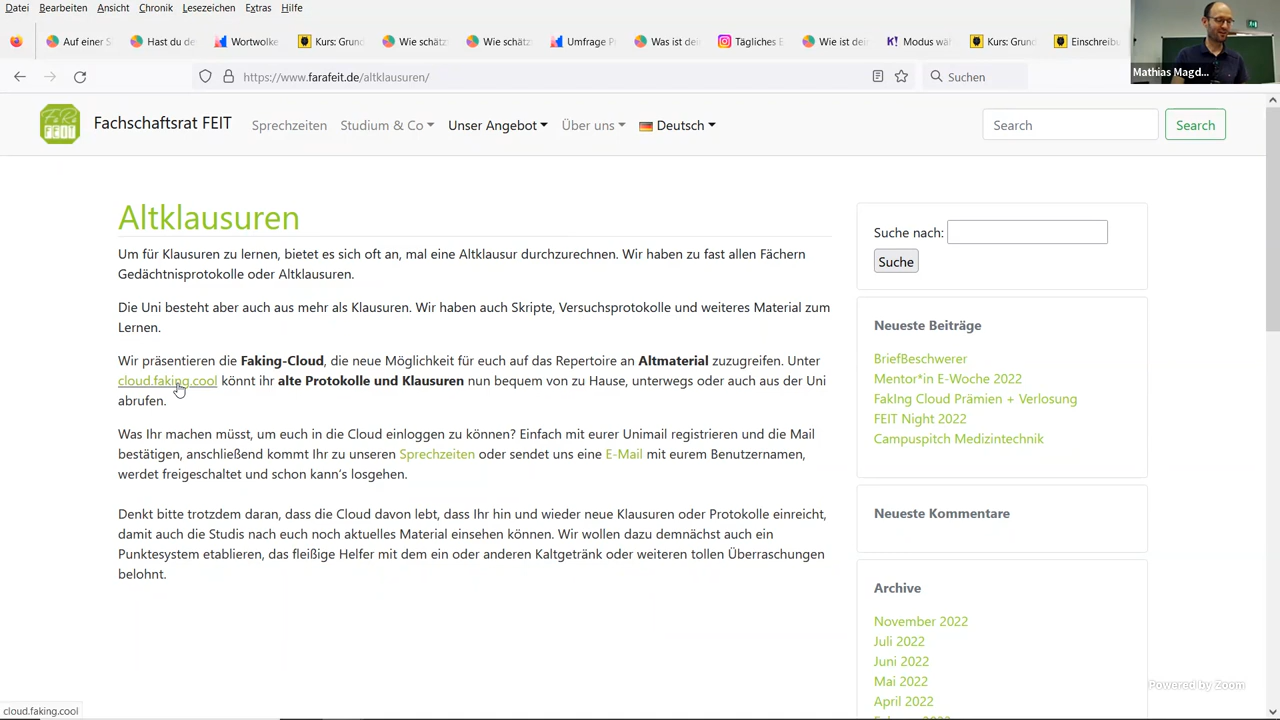 Datei Bearbeiten Ansicht Chronik Lesezeichen Extras Hilfe
Auf einer S Hast du de Wortwolke Kurs: Grun Wie schätz Wie schät Umfrage P Was ist dei Tägliches E Wie ist dei Modus wäh Kurs: Grund Einschreibu
https://www.farafeit.de/altklausuren/ Suchen
Mathias Magd...
FEIT
Fachschaftsrat FEIT Sprechzeiten Studium & Co Unser Angebot Über uns Deutsch Search Search
Altklausuren
Um für Klausuren zu lernen, bietet es sich oft an, mal eine Altklausur durchzurechnen. Wir haben zu fast allen Fächern
Gedächtnisprotokolle oder Altklausuren.
Die Uni besteht aber auch aus mehr als Klausuren. Wir haben auch Skripte, Versuchsprotokolle und weiteres Material zum
Lernen.
Wir präsentieren die Faking-Cloud, die neue Möglichkeit für euch auf das Repertoire an Altmaterial zuzugreifen. Unter
cloud.faking.cool könnt ihr alte Protokolle und Klausuren nun bequem von zu Hause, unterwegs oder auch aus der Uni
abrufen.
Was Ihr machen müsst, um euch in die Cloud einloggen zu können? Einfach mit eurer Unimail registrieren und die Mail
bestätigen, anschließend kommt Ihr zu unseren Sprechzeiten oder sendet uns eine E-Mail mit eurem Benutzernamen,
werdet freigeschaltet und schon kann’s losgehen.
Denkt bitte trotzdem daran, dass die Cloud davon lebt, dass Ihr hin und wieder neue Klausuren oder Protokolle einreicht,
damit auch die Studis nach euch noch aktuelles Material einsehen können. Wir wollen dazu demnächst auch ein
Punktesystem etablieren, das fleißige Helfer mit dem ein oder anderen Kaltgetränk oder weiteren tollen Überraschungen
belohnt.
Suche nach:
Suche
Neueste Beiträge
BriefBeschwerer
Mentor*in E-Woche 2022
FakIng Cloud Prämien + Verlosung
FEIT Night 2022
Campuspitch Medizintechnik
Neueste Kommentare
Archive
November 2022
Juli 2022
Juni 2022
Mai 2022
April 2022
Powered by Zoom
cloud.faking.cool